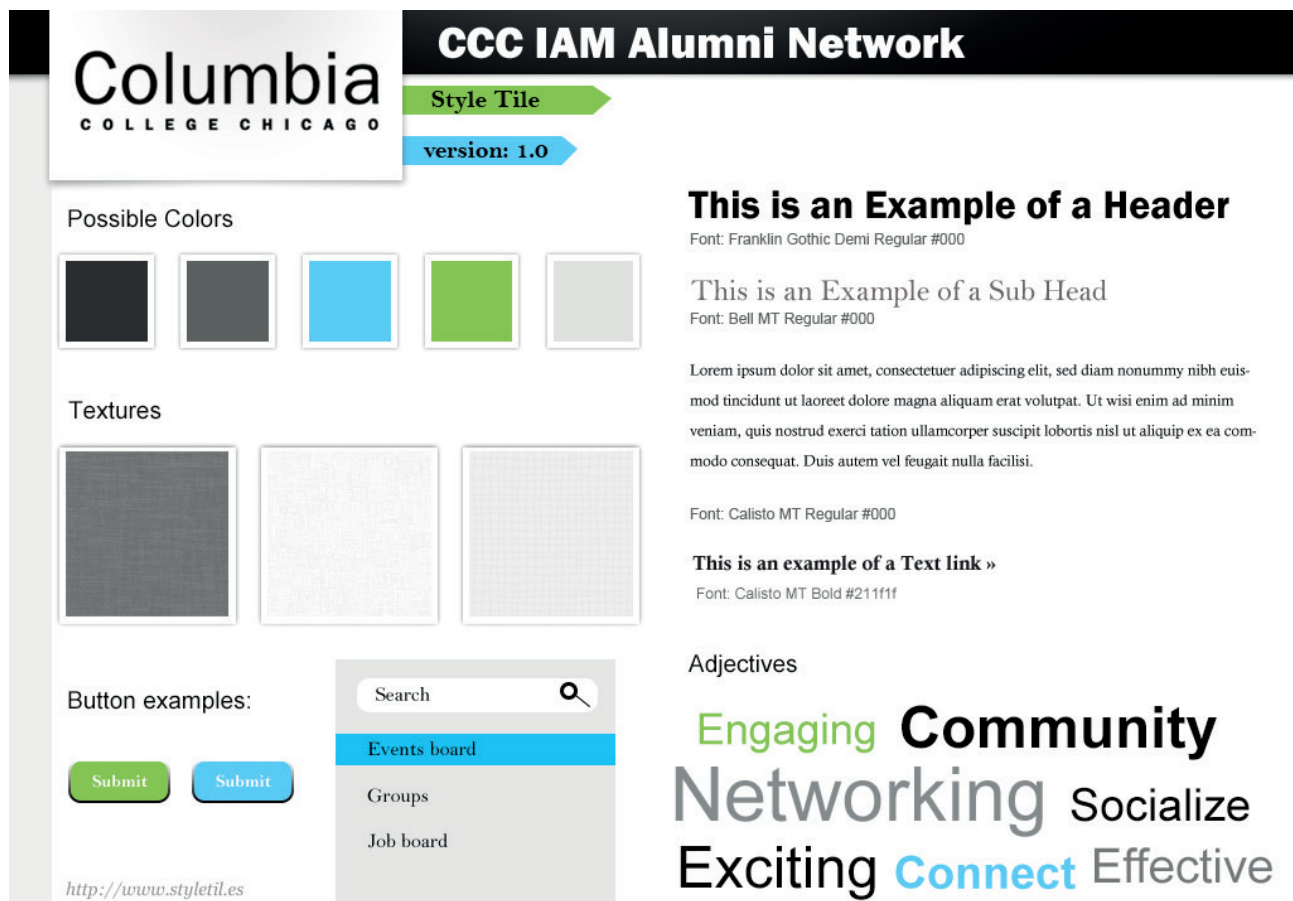 Columbia
COLLEGE CHICAGO
CCC IAM Alumni Network
Style Tile
version: 1.0
Possible Colors
Textures
Button examples:
Submit
Submit
http://www.styletil.es
Search
Events board
Groups
Job board
This is an Example of a Header
Font: Franklin Gothic Demi Regular #000
This is an Example of a Sub Head
Font: Bell MT Regular #000
Lorem ipsum dolor sit amet, consectetuer adipiscing elit, sed diam nonummy nibh euis-
mod tincidunt ut laoreet dolore magna aliquam erat volutpat. Ut wisi enim ad minim
veniam, quis nostrud exerci tation ullamcorper suscipit lobortis nisl ut aliquip ex ea com-
modo consequat. Duis autem vel feugait nulla facilisi.
Font: Calisto MT Regular #000
This is an example of a Text link »
Font: Calisto MT Bold #211f1f
Adjectives
Engaging Community
Networking Socialize
Exciting Connect Effective